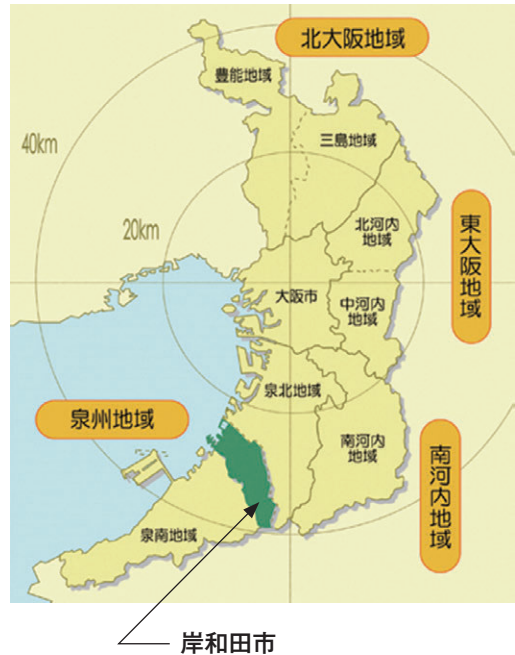 北大阪地域
豊能地域
三島地域
40km
20km
北河内
地域
東大阪地域
大阪市
中河内
地域
泉北地域
泉州地域
南河内
地域
南河内地域
泉南地域
岸和田市